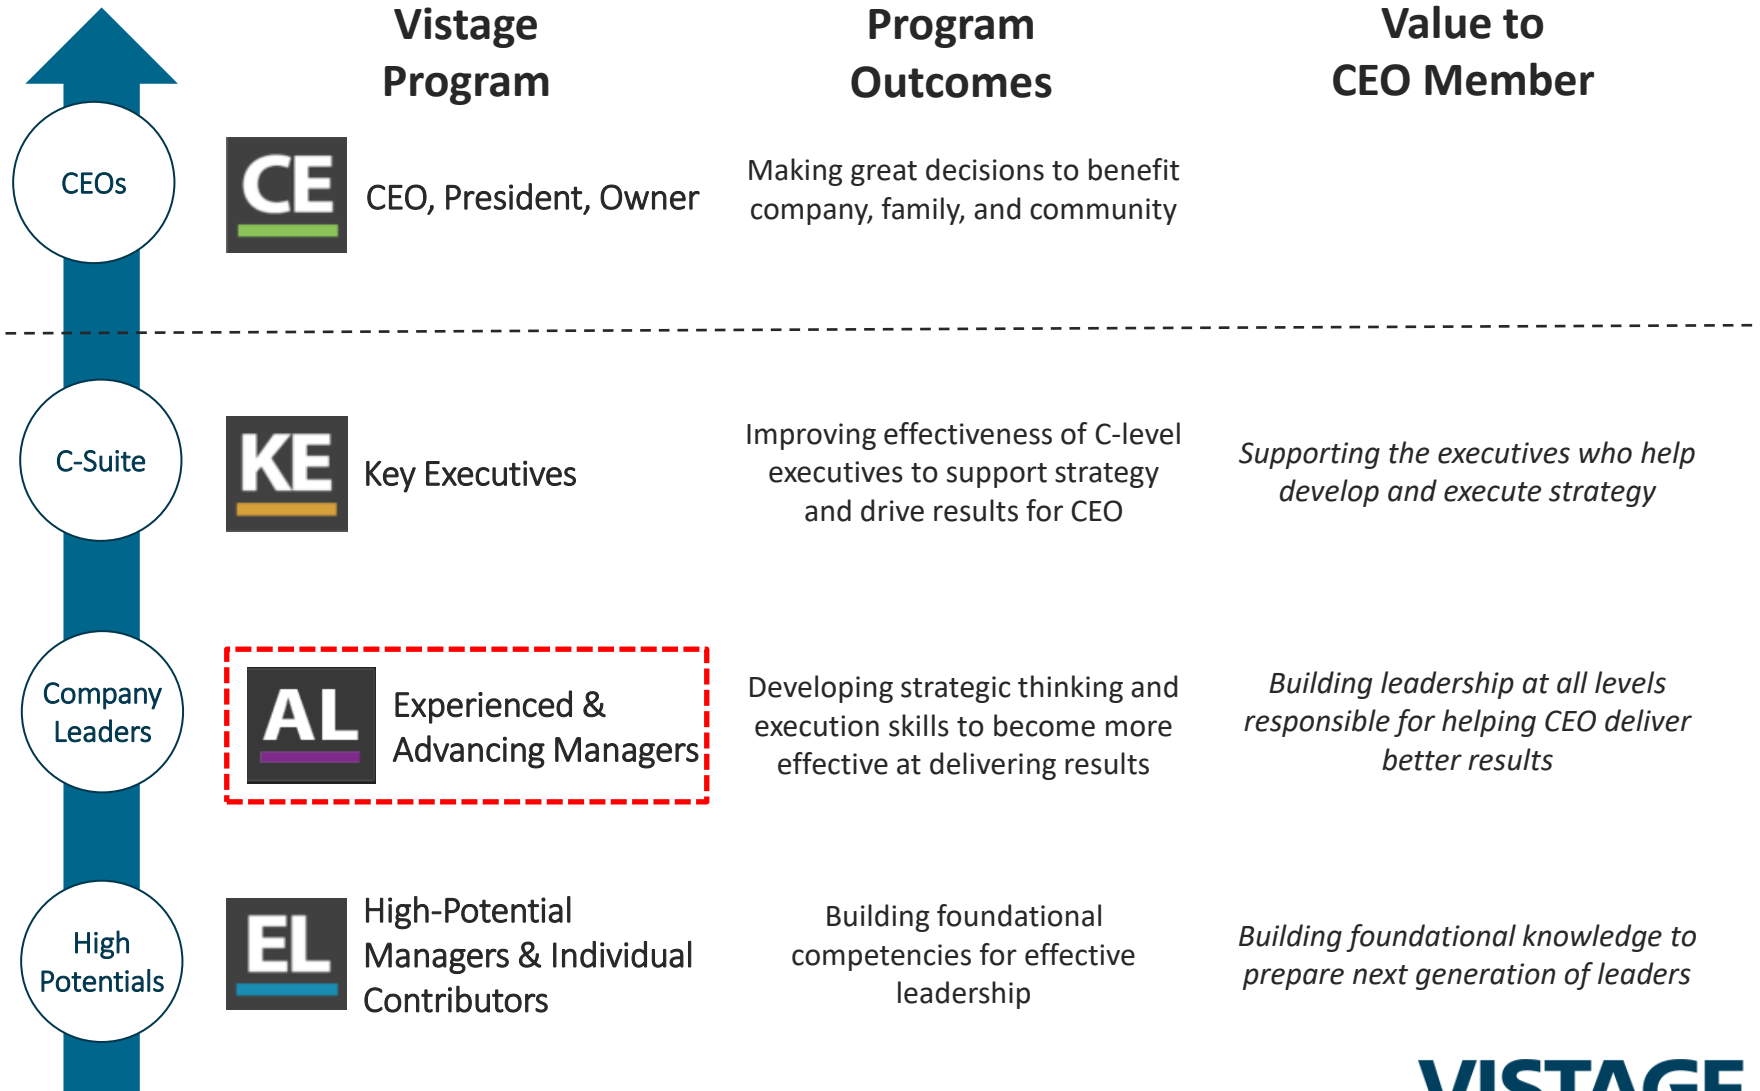 Vistage
Program
Program
Outcomes
Value to
CEO Member
CEOs
CE
CEO, President, Owner
Making great decisions to benefit
company, family, and community
C-Suite
KE
Key Executives
Improving effectiveness of C-level
executives to support strategy
and drive results for CEO
Supporting the executives who help
develop and execute strategy
Company
Leaders
AL
Experienced &
Advancing Managers
Developing strategic thinking and
execution skills to become more
effective at delivering results
Building leadership at all levels
responsible for helping CEO deliver
better results
High
Potentials
EL
High-Potential
Managers & Individual
Contributors
Building foundational
competencies for effective
leadership
Building foundational knowledge to
prepare next generation of leaders
VISTAGE